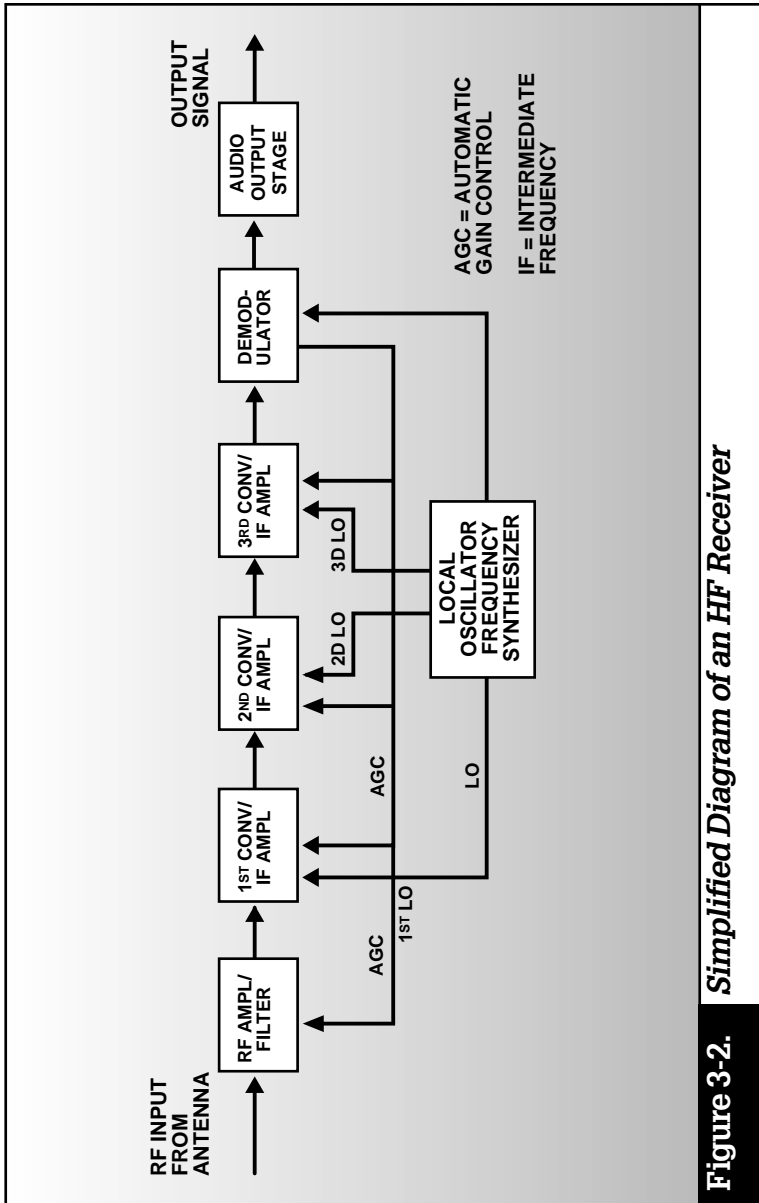 RF INPUT
FROM
ANTENNA
RF AMPL/
FILTER
1ST CONV/
IF AMPL
2ND CONV/
IF AMPL
3RD CONV/
IF AMPL
DEMOD-
ULATOR
AUDIO
OUTPUT
STAGE
OUTPUT
SIGNAL
AGC
1ST LO
AGC
2D LO
3D LO
LO
LOCAL
OSCILLATOR
FREQUENCY
SYNTHESIZER
AGC = AUTOMATIC
GAIN CONTROL
IF = INTERMEDIATE
FREQUENCY
Figure 3-2. Simplified Diagram of an HF Receiver